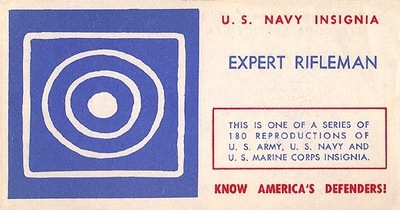 U. S. NAVY INSIGNIA
EXPERT RIFLEMAN
THIS IS ONE OF A SERIES OF
180 REPRODUCTIONS OF
U. S. ARMY, U. S. NAVY AND
U. S. MARINE CORPS INSIGNIA.
KNOW AMERICA'S DEFENDERS!